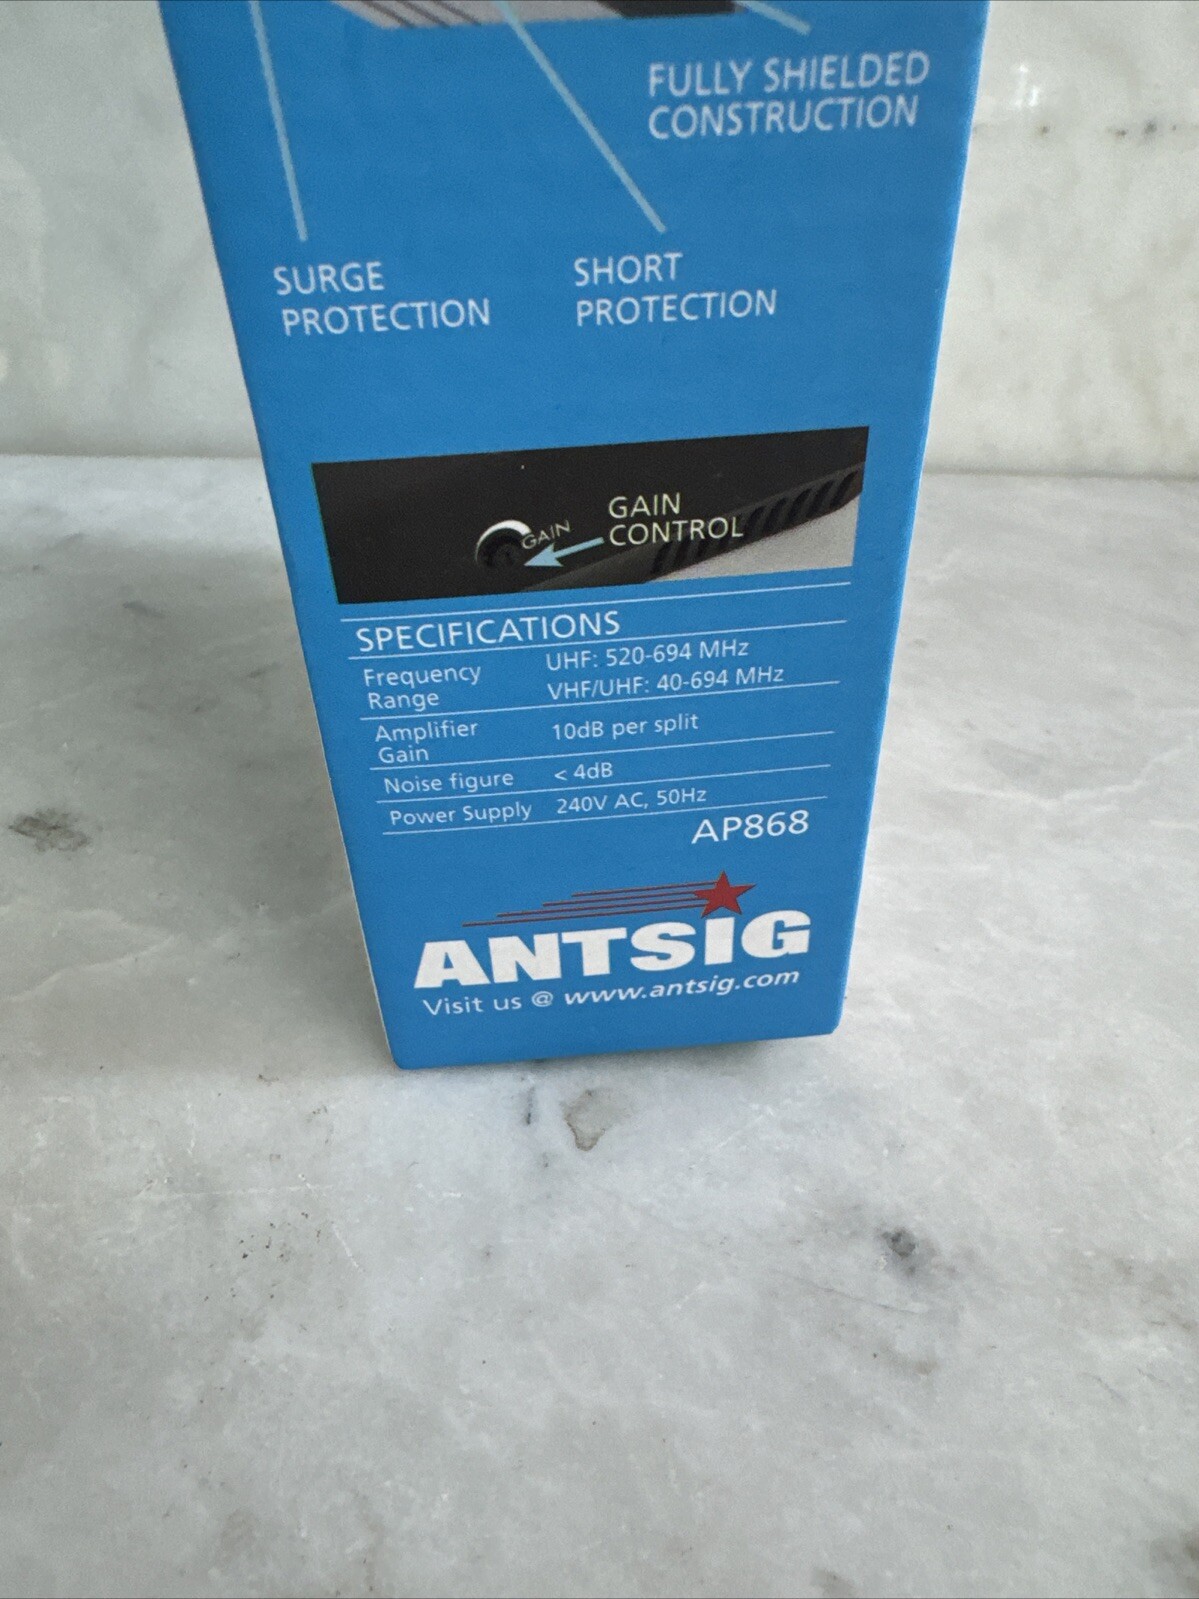 FULLY SHIELDED
CONSTRUCTION
SURGE
PROTECTION
SHORT
PROTECTION
GAIN
GAIN
CONTROL
SPECIFICATIONS
Frequency
Range
UHF: 520-694 MHz
VHF/UHF: 40-694 MHz
Amplifier
Gain
10dB per split
Noise figure < 4dB
Power Supply 240V AC, 50Hz
AP868
ANTSiG
Visit us @ www.antsig.com